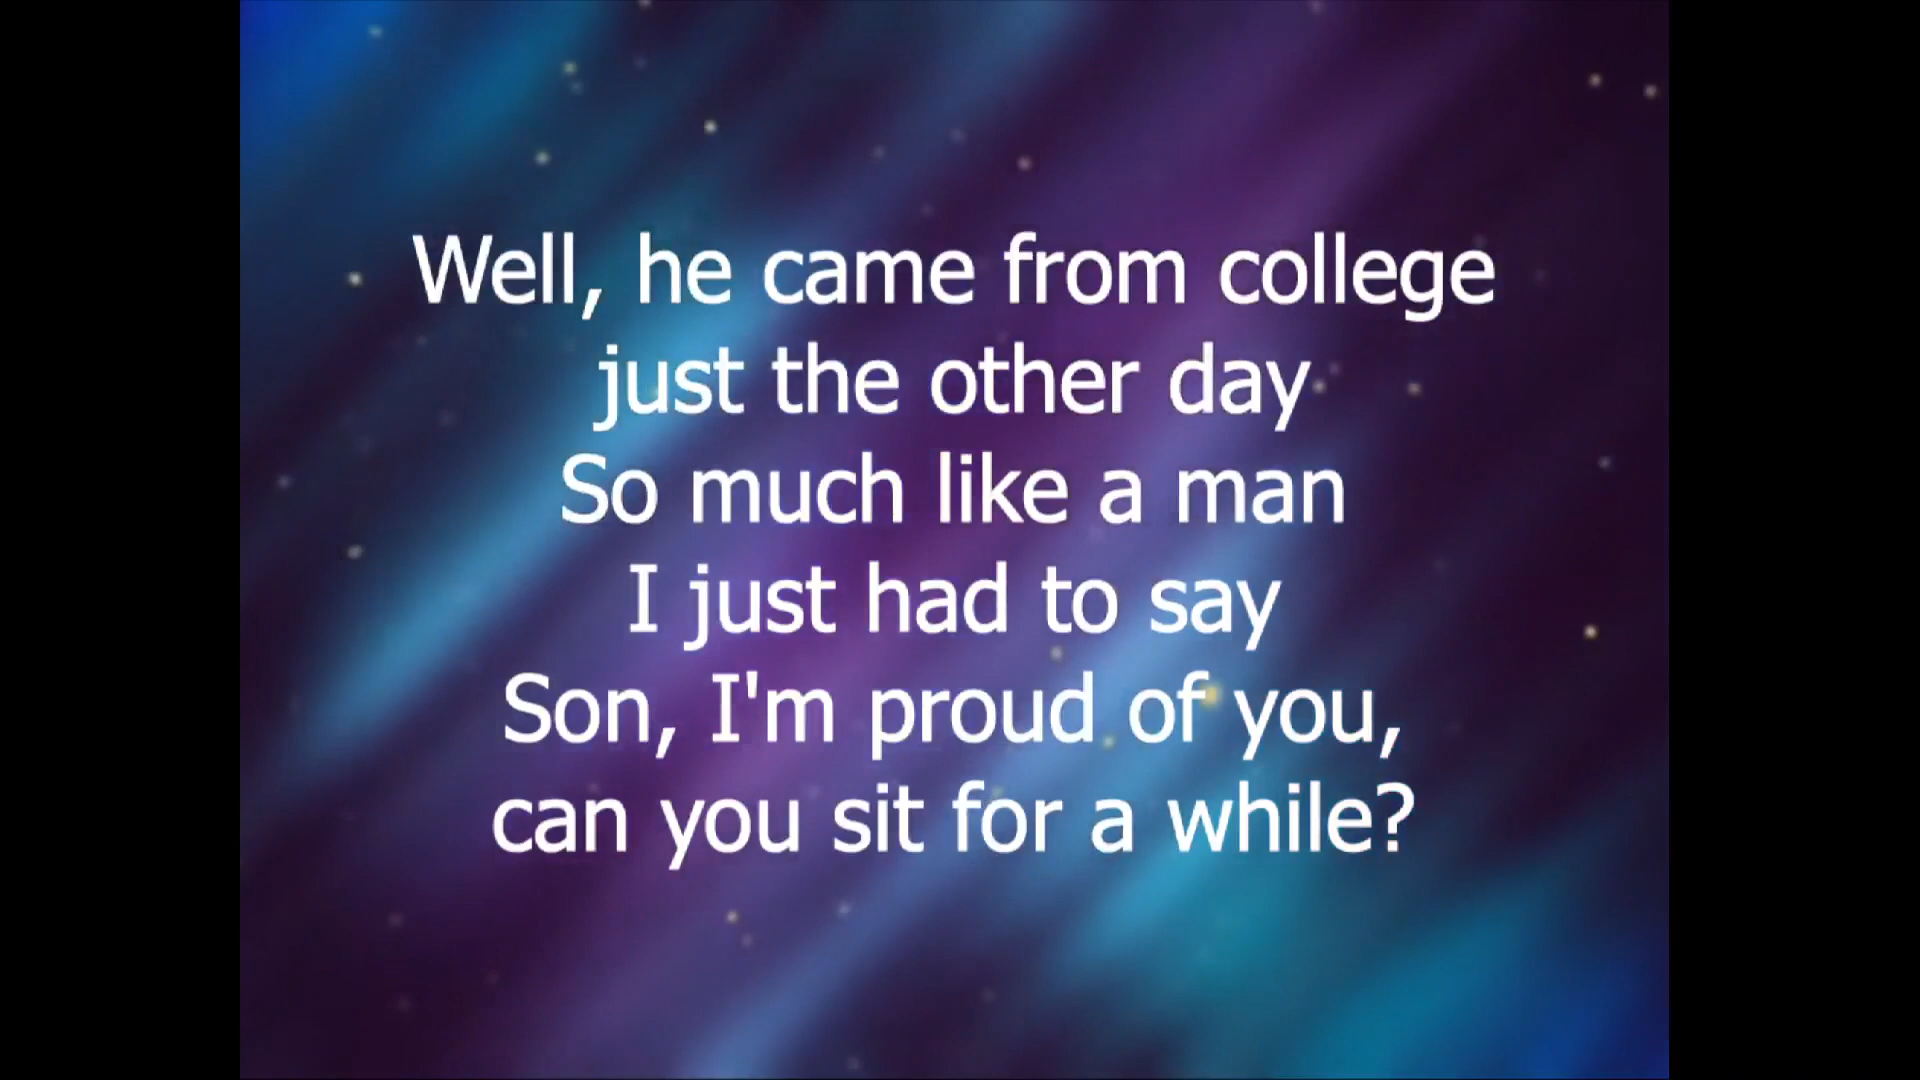 Well, he came from college
just the other day
So much like a man
I just had to say
Son, I'm proud of you,
can you sit for a while?